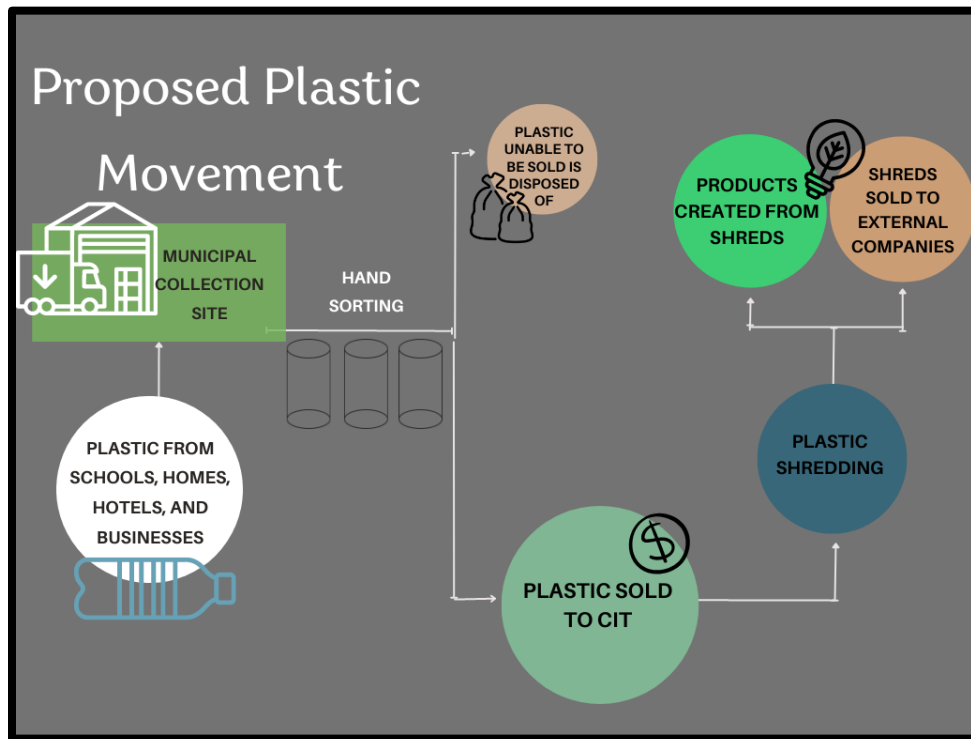 Proposed Plastic
Movement
MUNICIPAL
COLLECTION
SITE
HAND
SORTING
PLASTIC FROM
SCHOOLS, HOMES,
HOTELS, AND
BUSINESSES
PLASTIC
UNABLE TO
BE SOLD IS
DISPOSED
OF
PLASTIC SOLD
TO CIT
$
PLASTIC
SHREDDING
PRODUCTS
CREATED FROM
SHREDS
SHREDS
SOLD TO
EXTERNAL
COMPANIES